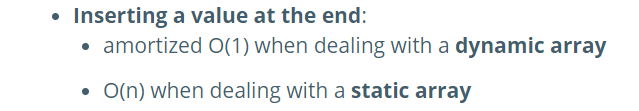 Inserting a value at the end:
amortized O(1) when dealing with a dynamic array
O(n) when dealing with a static array